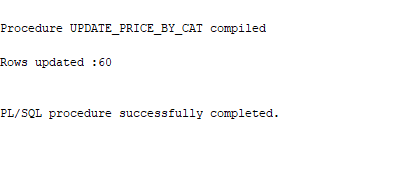 Procedure UPDATE_PRICE_BY_CAT compiled
Rows updated :60
PL/SQL procedure successfully completed.